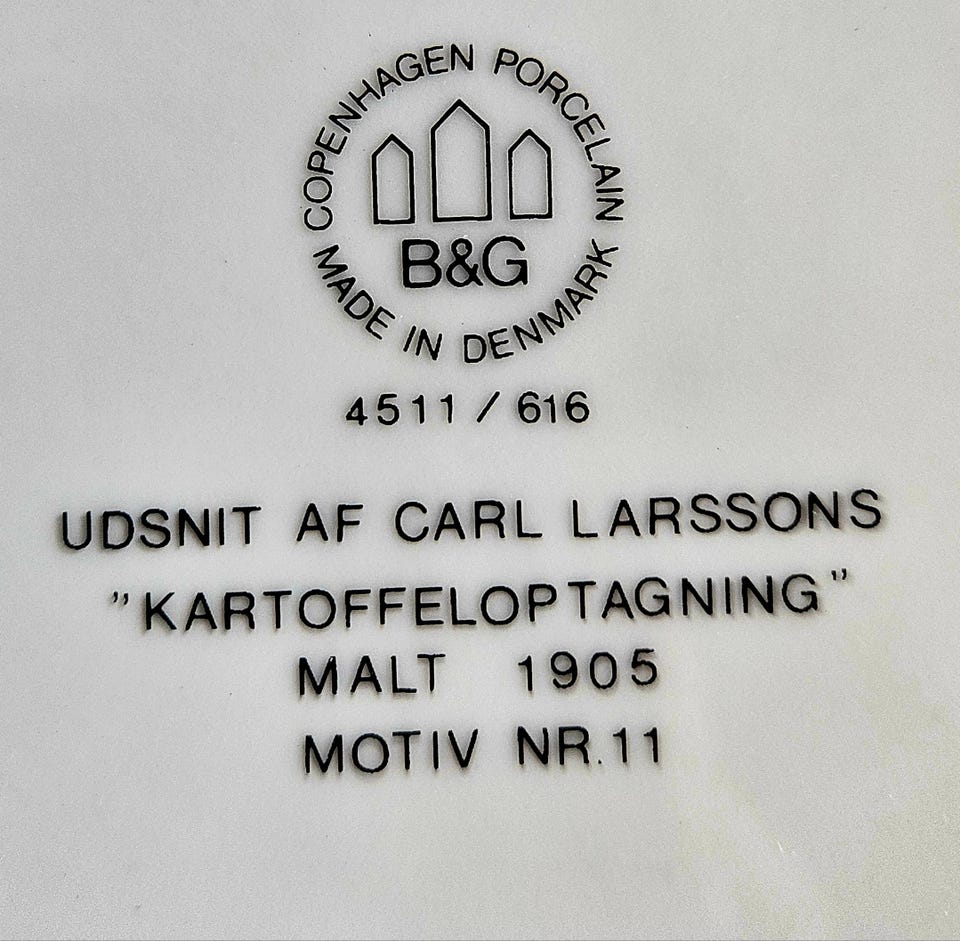 COPENHAGEN PORCELAIN
B&G
MADE IN DENMARK
4511 / 616
UDSNIT AF CARL LARSSONS
"KARTOFFELOPTAGNING"
MALT 1905
MOTIV NR.11